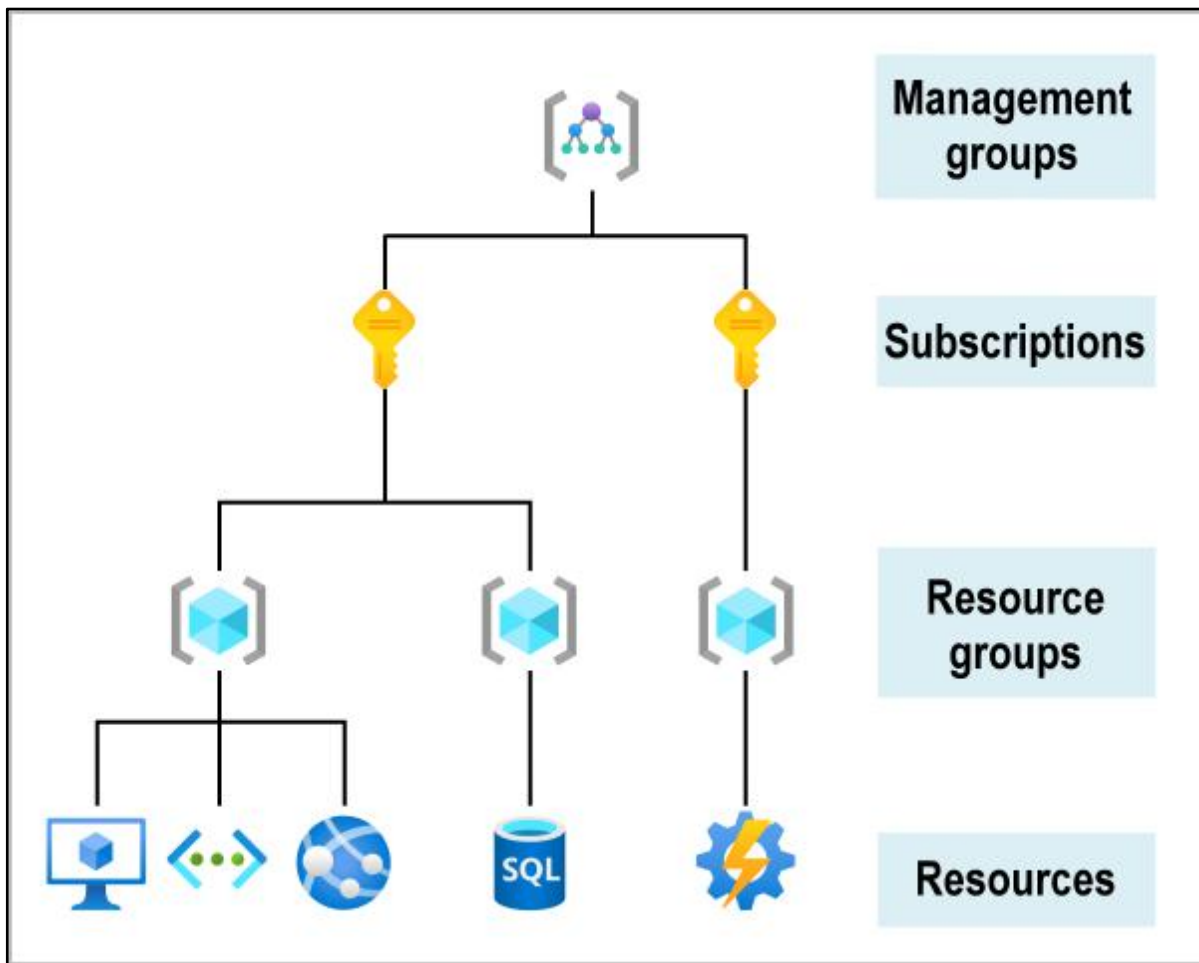 Management
groups
Subscriptions
Resource
groups
SQL
Resources